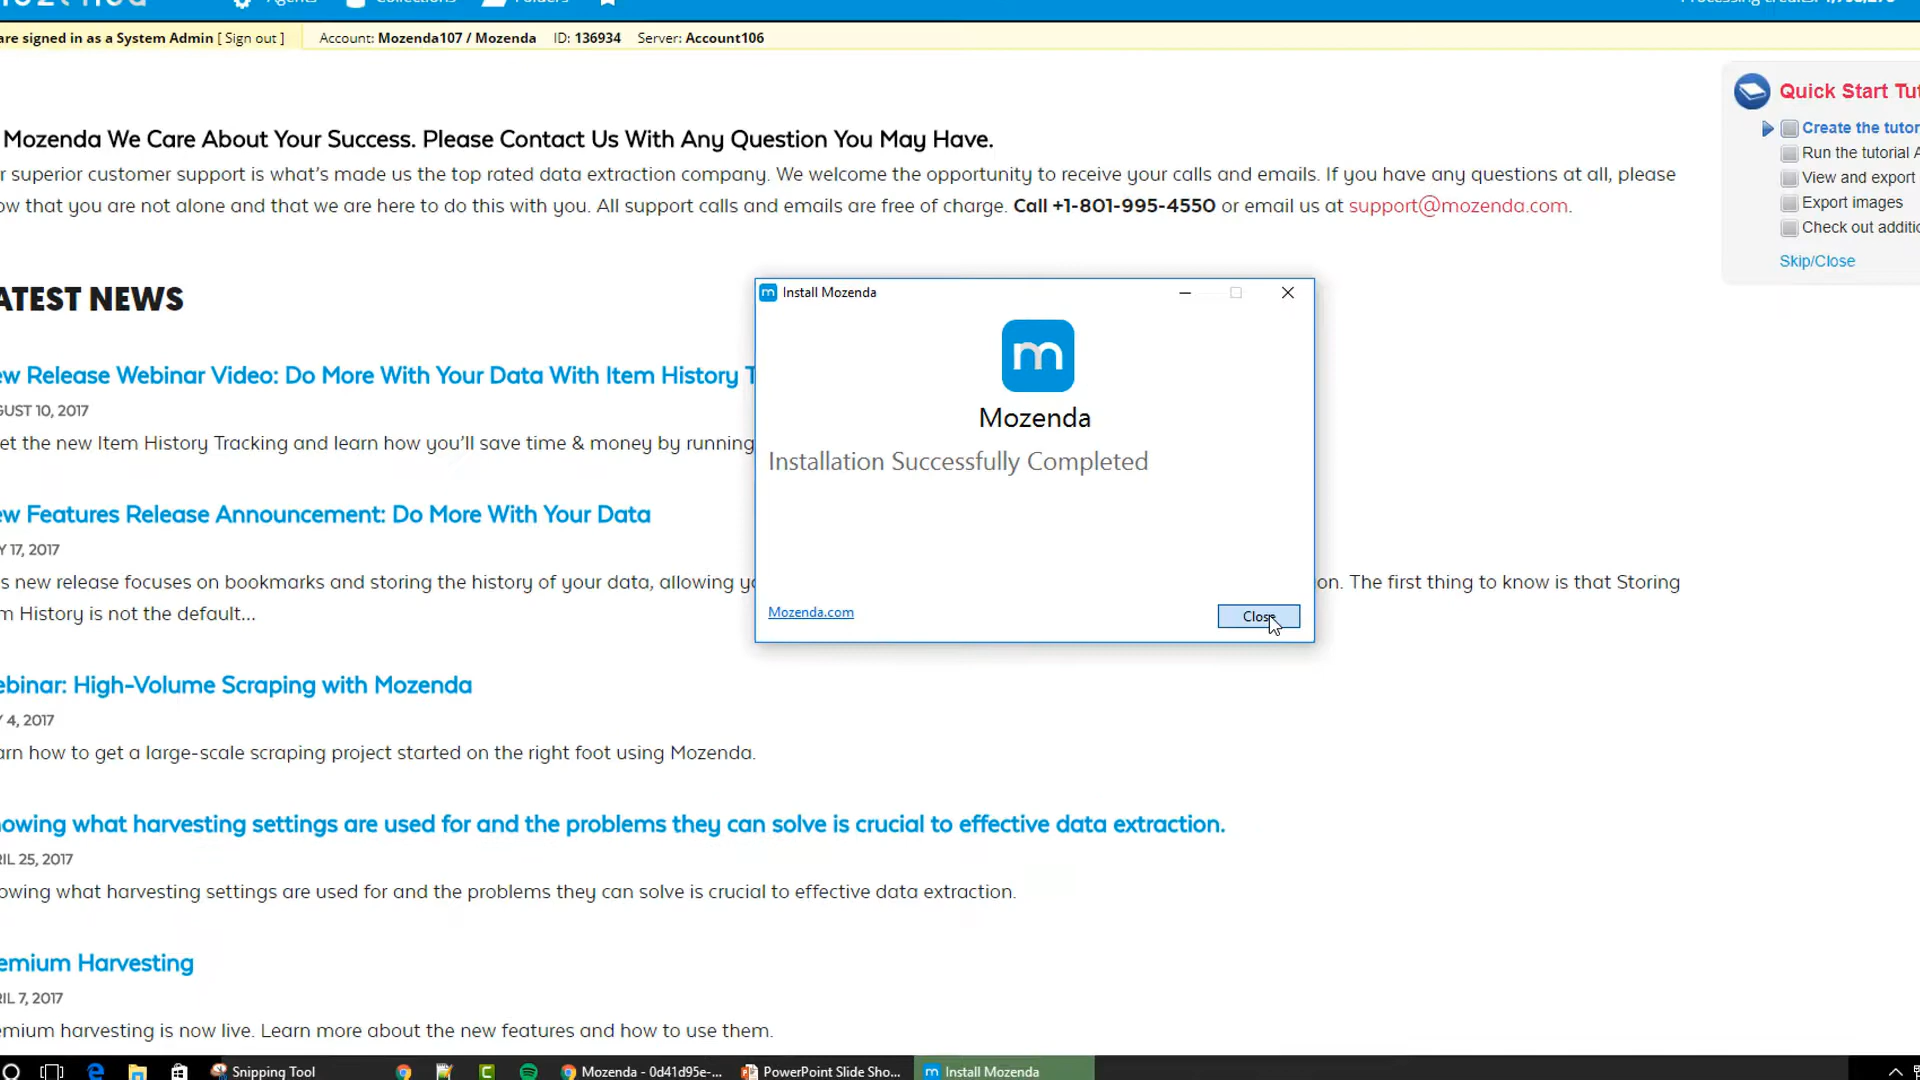 Agents Collections Folders
are signed in as a System Admin [ Sign out ] Account: Mozenda107 / Mozenda ID: 136934 Server: Account106
Mozenda We Care About Your Success. Please Contact Us With Any Question You May Have.
r superior customer support is what's made us the top rated data extraction company. We welcome the opportunity to receive your calls and emails. If you have any questions at all, please
ow that you are not alone and that we are here to do this with you. All support calls and emails are free of charge. Call +1-801-995-4550 or email us at support@mozenda.com.
Quick Start Tut
Create the tutor
Run the tutorial A
View and export
Export images
Check out additio
Skip/Close
ATEST NEWS
ew Release Webinar Video: Do More With Your Data With Item History T
GUST 10, 2017
et the new Item History Tracking and learn how you'll save time & money by running
ew Features Release Announcement: Do More With Your Data
Y 17, 2017
s new release focuses on bookmarks and storing the history of your data, allowing yo
on. The first thing to know is that Storing
m History is not the default...
ebinar: High-Volume Scraping with Mozenda
Y 4, 2017
arn how to get a large-scale scraping project started on the right foot using Mozenda.
nowing what harvesting settings are used for and the problems they can solve is crucial to effective data extraction.
RIL 25, 2017
owing what harvesting settings are used for and the problems they can solve is crucial to effective data extraction.
emium Harvesting
RIL 7, 2017
emium harvesting is now live. Learn more about the new features and how to use them.
Install Mozenda
m
Mozenda
Installation Successfully Completed
Mozenda.com
Close
Snipping Tool
Mozenda - 0d41d95e-...
PowerPoint Slide Sho...
Install Mozenda